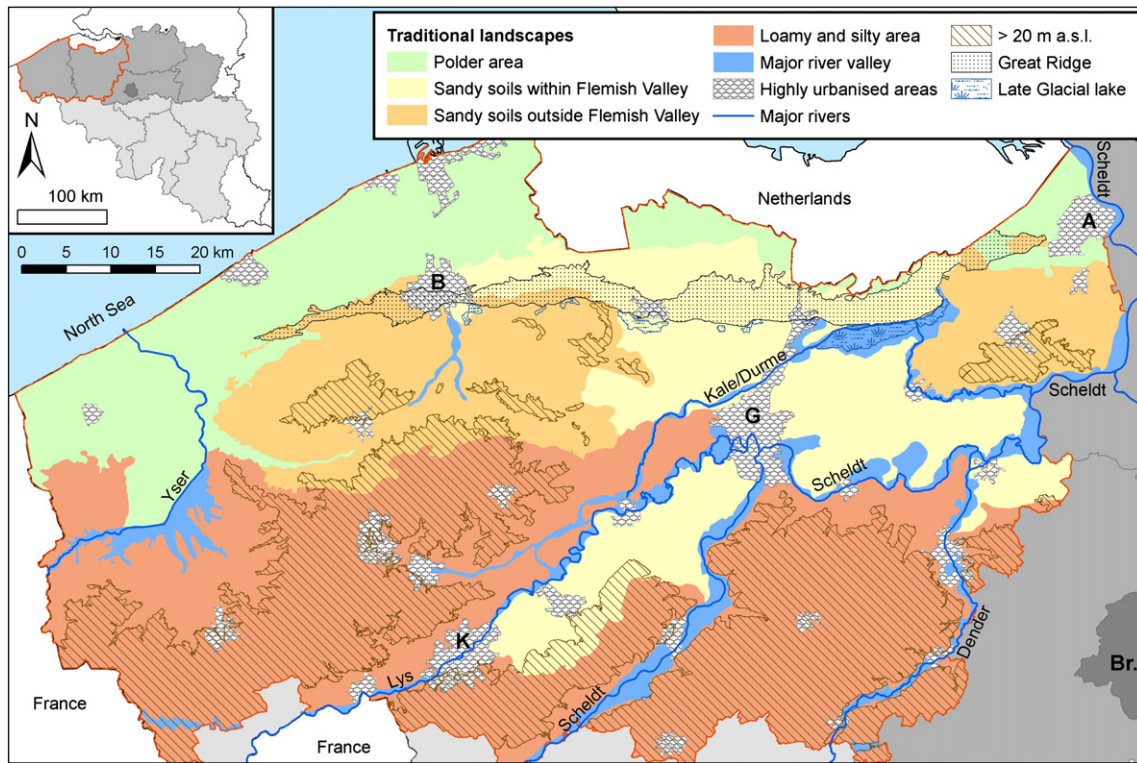 Traditional landscapes
Polder area
Sandy soils within Flemish Valley
Sandy soils outside Flemish Valley
Loamy and silty area
Major river valley
Highly urbanised areas
Major rivers
> 20 m a.s.l.
Great Ridge
Late Glacial lake
N
100 km
0 5 10 15 20 km
North Sea
Netherlands
Scheldt
A
B
Kale/Durme
Scheldt
G
Yser
Scheldt
K
Lys
Dender
Br.
Scheldt
France
France